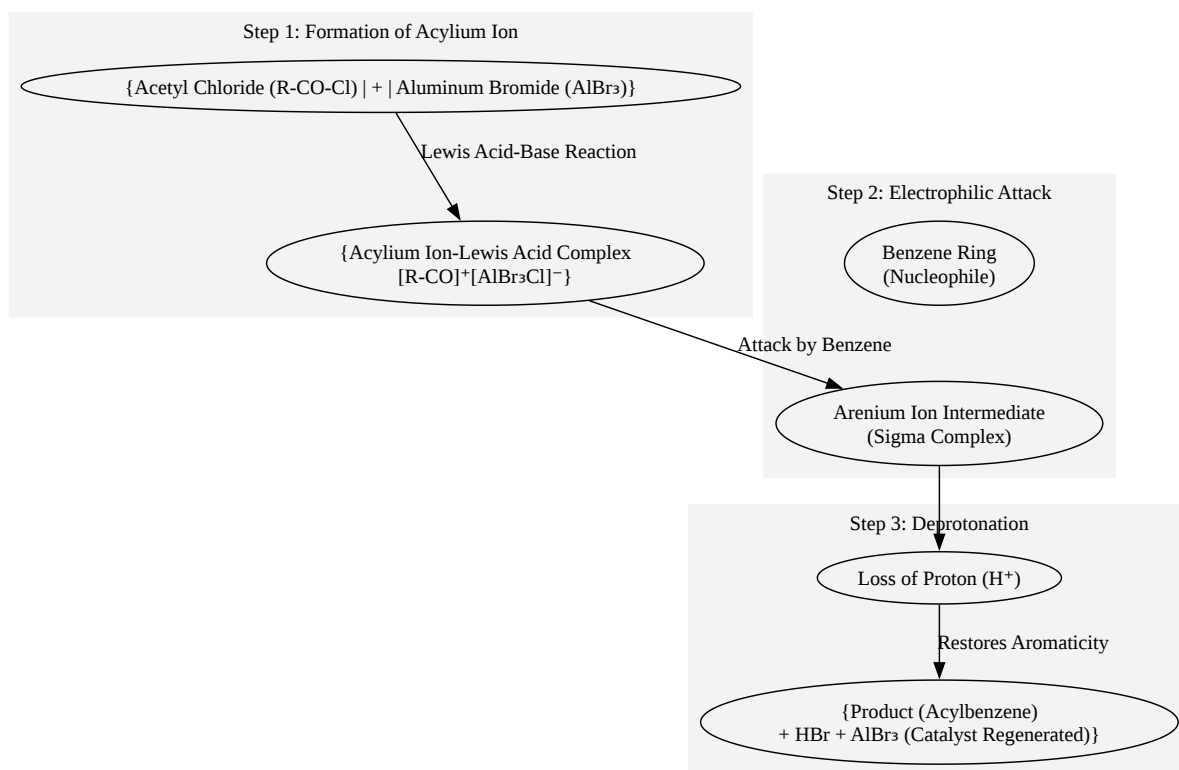 Step 1: Formation of Acylium Ion
{Acetyl Chloride (R-CO-Cl) | + | Aluminum Bromide (AlBr₃)}
Lewis Acid-Base Reaction
{Acylium Ion-Lewis Acid Complex
[R-CO]⁺[AlBr₃Cl]⁻}
Step 2: Electrophilic Attack
Benzene Ring
(Nucleophile)
Attack by Benzene
Arenium Ion Intermediate
(Sigma Complex)
Step 3: Deprotonation
Loss of Proton (H⁺)
Restores Aromaticity
{Product (Acylbenzene)
+ HBr + AlBr₃ (Catalyst Regenerated)}